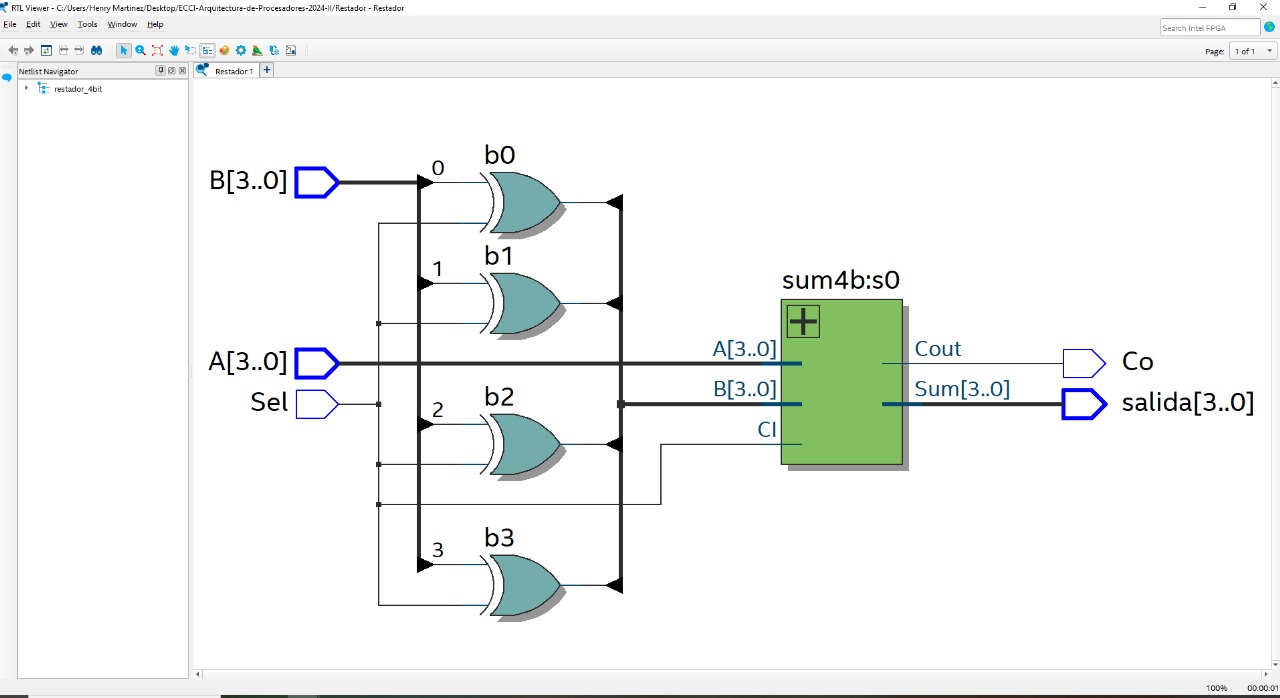 RTL Viewer - C:/Users/Henry Martinez/Desktop/ECCI-Arquitectura-de-Procesadores-2024-II/Restador - Restador
File Edit View Tools Window Help
Search Intel FPGA
Page: 1 of 1
Netlist Navigator
Restador:1
restador_4bit
0
b0
B[3..0]
1
b1
sum4b:s0
A[3..0]
A[3..0]
Cout
Co
Sel
2
b2
B[3..0]
Sum[3..0]
salida[3..0]
CI
3
b3
100% 00:00:01